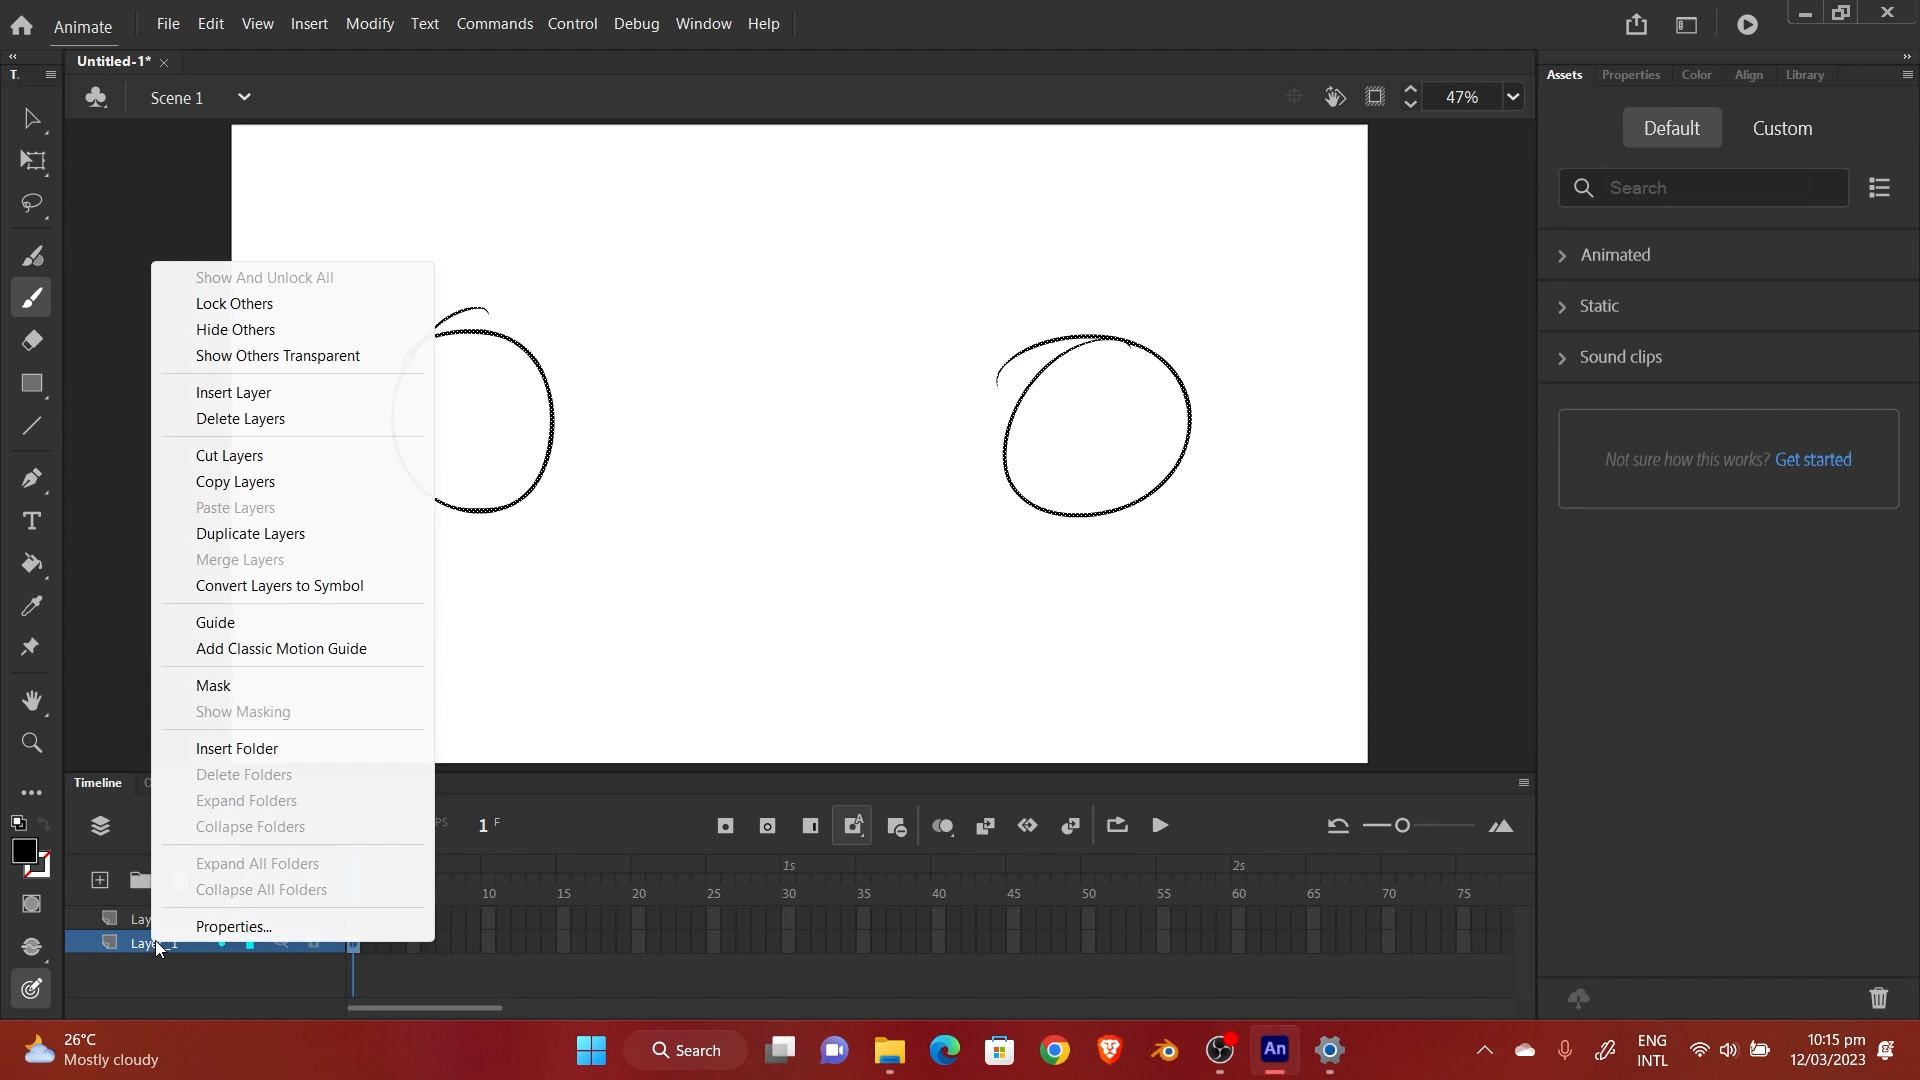 Animate File Edit View Insert Modify Text Commands Control Debug Window Help
Untitled-1*
Scene 1
47%
T.
Assets Properties Color Align Library
Default Custom
Search
Animated
Static
Sound clips
Not sure how this works? Get started
Show And Unlock All
Lock Others
Hide Others
Show Others Transparent
Insert Layer
Delete Layers
Cut Layers
Copy Layers
Paste Layers
Duplicate Layers
Merge Layers
Convert Layers to Symbol
Guide
Add Classic Motion Guide
Mask
Show Masking
Insert Folder
Delete Folders
Expand Folders
Collapse Folders
Expand All Folders
Collapse All Folders
Properties...
Timeline
1 F
1s 2s
10 15 20 25 30 35 40 45 50 55 60 65 70 75
26°C
Mostly cloudy
Search
An
ENG
INTL
10:15 pm
12/03/2023